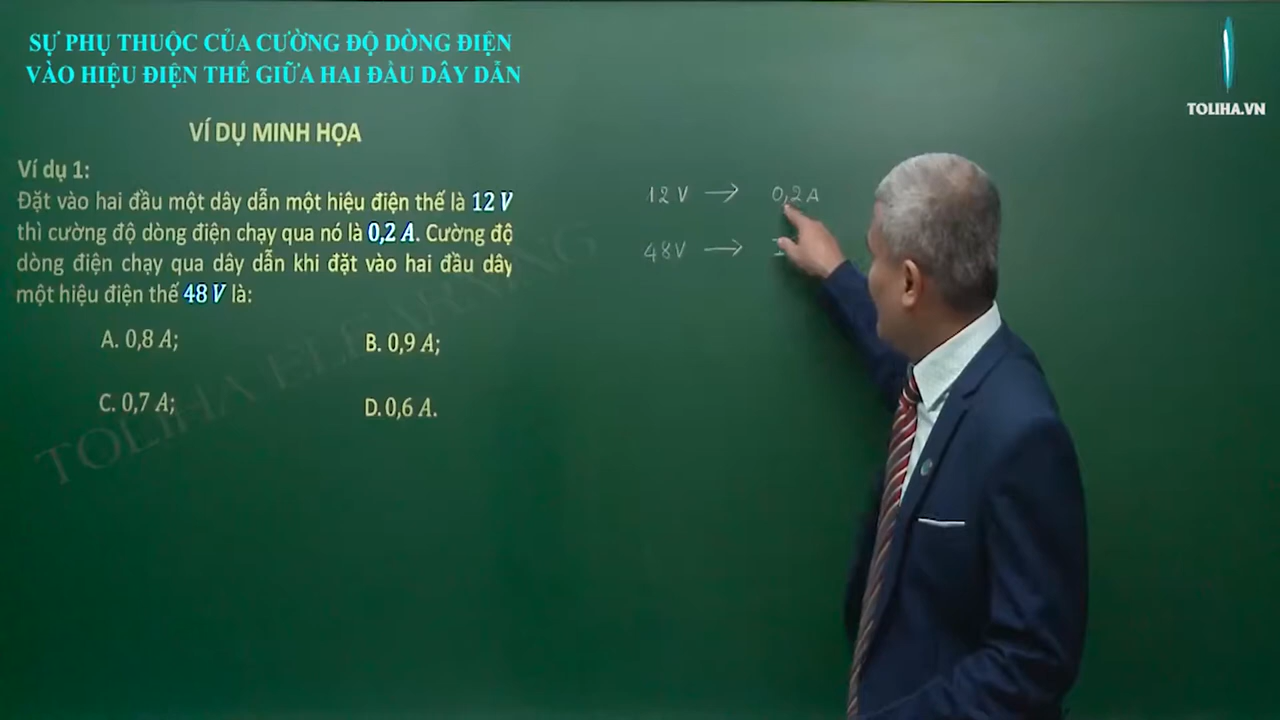 SỰ PHỤ THUỘC CỦA CƯỜNG ĐỘ DÒNG ĐIỆN
VÀO HIỆU ĐIỆN THẾ GIỮA HAI ĐẦU DÂY DẪN
TOLIHA.VN
VÍ DỤ MINH HỌA
Ví dụ 1:
Đặt vào hai đầu một dây dẫn một hiệu điện thế là 12 V
thì cường độ dòng điện chạy qua nó là 0,2 A. Cường độ
dòng điện chạy qua dây dẫn khi đặt vào hai đầu dây
một hiệu điện thế 48 V là:
A. 0,8 A;
B. 0,9 A;
C. 0,7 A;
D. 0,6 A.
12 V → 0,2 A
48 V →
TOLIHA ELEARNING